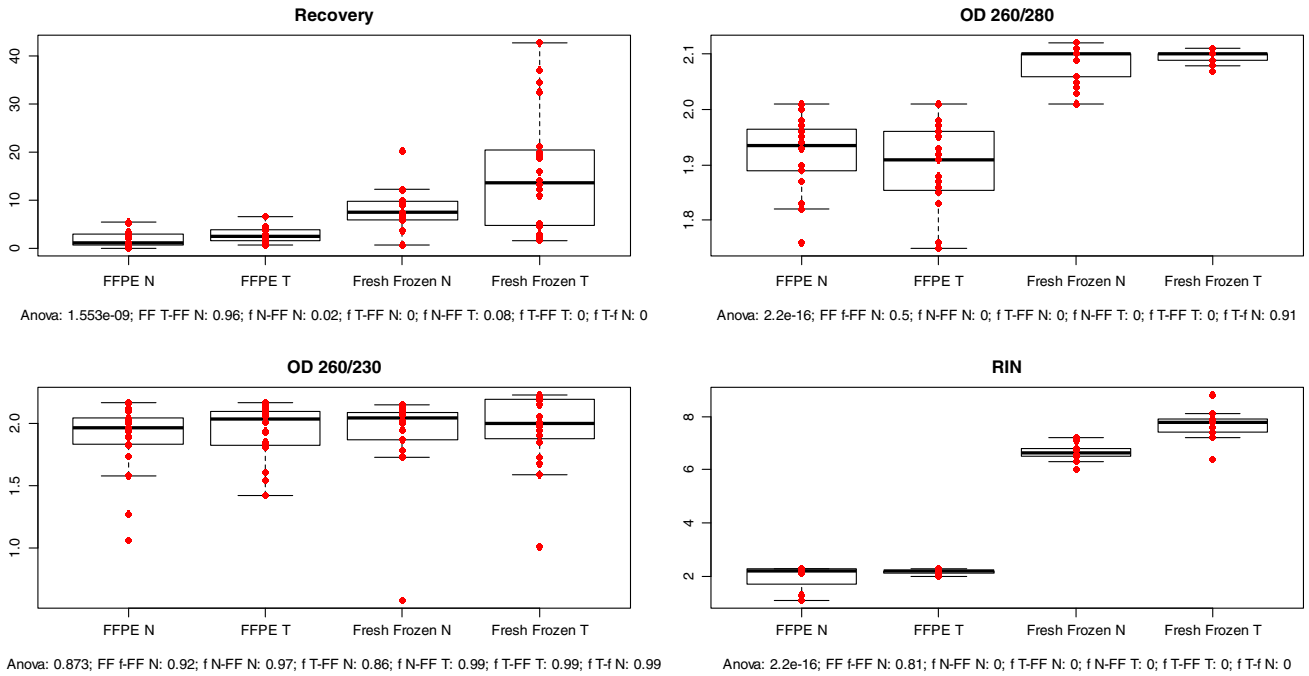 Recovery
40
30
20
10
0
FFPE N FFPE T Fresh Frozen N Fresh Frozen T
Anova: 1.553e-09; FF T-FF N: 0.96; f N-FF N: 0.02; f T-FF N: 0; f N-FF T: 0.08; f T-FF T: 0; f T-f N: 0
OD 260/280
2.1
2.0
1.9
1.8
FFPE N FFPE T Fresh Frozen N Fresh Frozen T
Anova: 2.2e-16; FF f-FF N: 0.5; f N-FF N: 0; f T-FF N: 0; f N-FF T: 0; f T-FF T: 0; f T-f N: 0.91
OD 260/230
2.0
1.5
1.0
FFPE N FFPE T Fresh Frozen N Fresh Frozen T
Anova: 0.873; FF f-FF N: 0.92; f N-FF N: 0.97; f T-FF N: 0.86; f N-FF T: 0.99; f T-FF T: 0.99; f T-f N: 0.99
RIN
8
6
4
2
FFPE N FFPE T Fresh Frozen N Fresh Frozen T
Anova: 2.2e-16; FF f-FF N: 0.81; f N-FF N: 0; f T-FF N: 0; f N-FF T: 0; f T-FF T: 0; f T-f N: 0